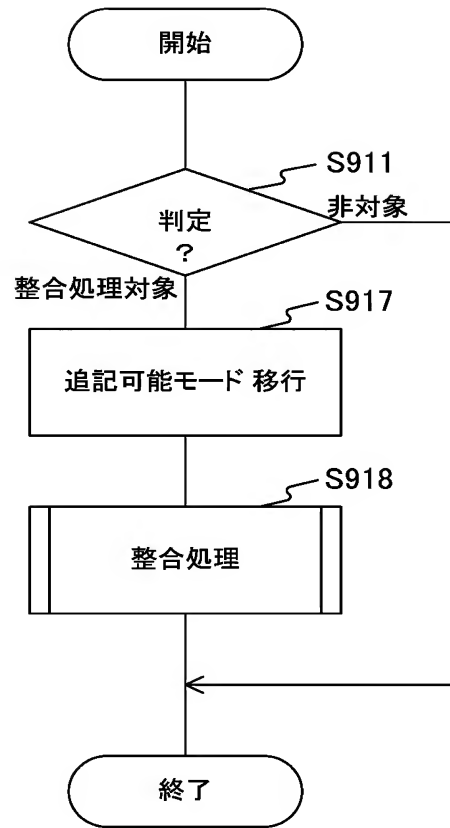 開始
S911
判定
?
非対象
整合処理対象
S917
追記可能モード 移行
S918
整合処理
終了